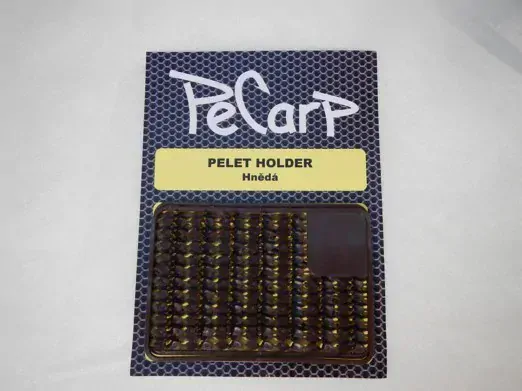 PeCarP
PELET HOLDER
Hnědá